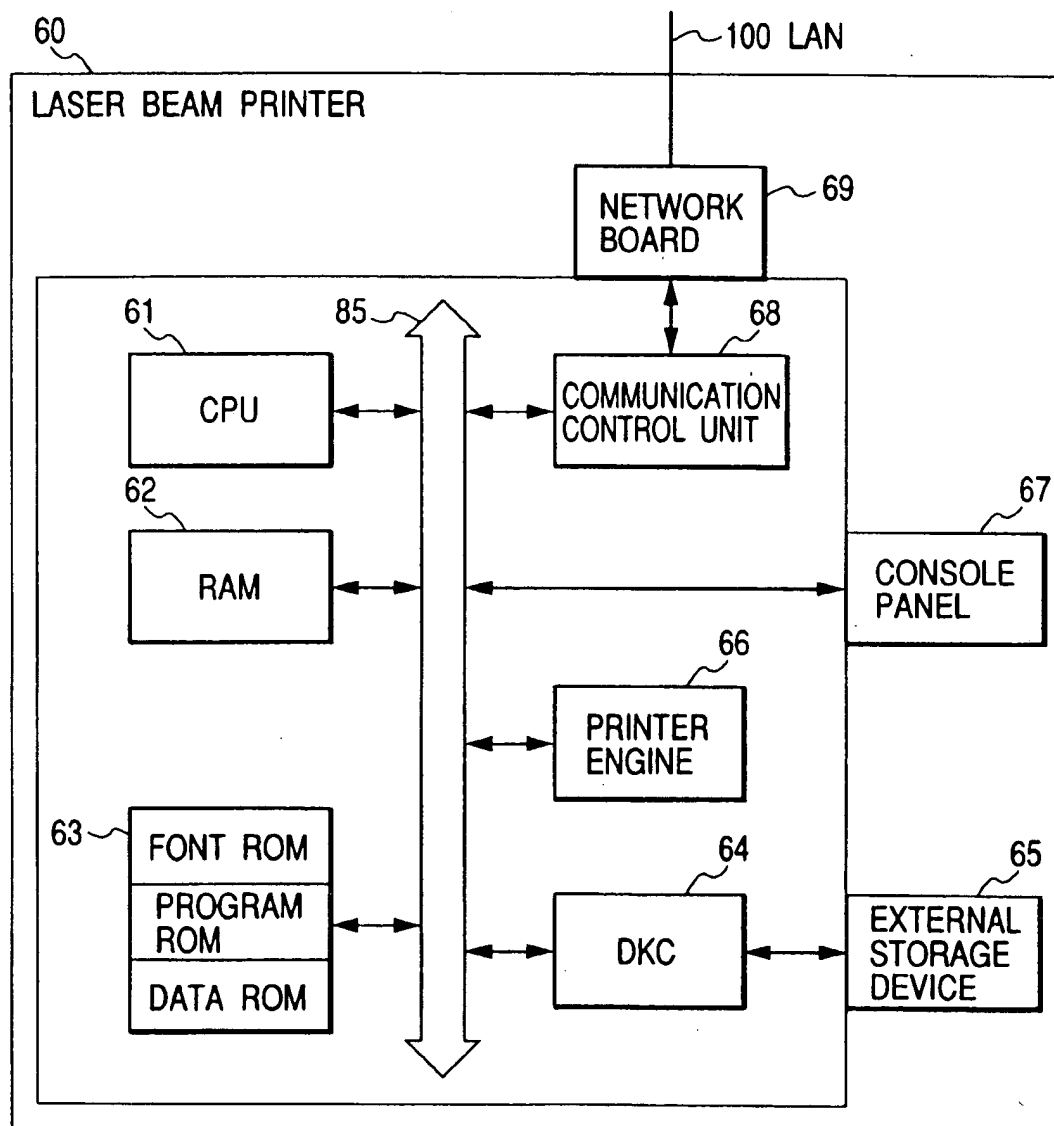 60
100 LAN
LASER BEAM PRINTER
NETWORK
BOARD
69
61
85
68
CPU
COMMUNICATION
CONTROL UNIT
62
67
RAM
CONSOLE
PANEL
66
PRINTER
ENGINE
63
FONT ROM
PROGRAM
ROM
DATA ROM
64
DKC
65
EXTERNAL
STORAGE
DEVICE